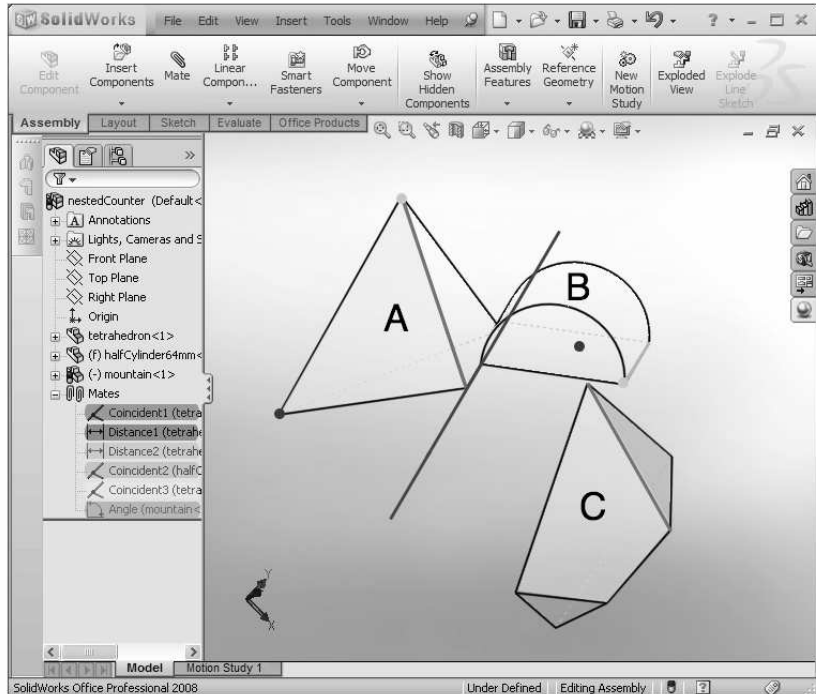 SolidWorks File Edit View Insert Tools Window Help ?
Edit Component
Insert Components
Mate
Linear Compon...
Smart Fasteners
Move Component
Show Hidden Components
Assembly Features
Reference Geometry
New Motion Study
Exploded View
Explode Line Sketch
Assembly Layout Sketch Evaluate Office Products
nestedCounter (Default<
A Annotations
Lights, Cameras and S
Front Plane
Top Plane
Right Plane
Origin
tetrahedron<1>
(f) halfCylinder64mm<
(-) mountain<1>
Mates
Coincident1 (tetra
Distance1 (tetrahe
Distance2 (tetrahe
Coincident2 (halfC
Coincident3 (tetra
Angle (mountain<
A
B
C
Y
X
Model Motion Study 1
SolidWorks Office Professional 2008 Under Defined Editing Assembly ?